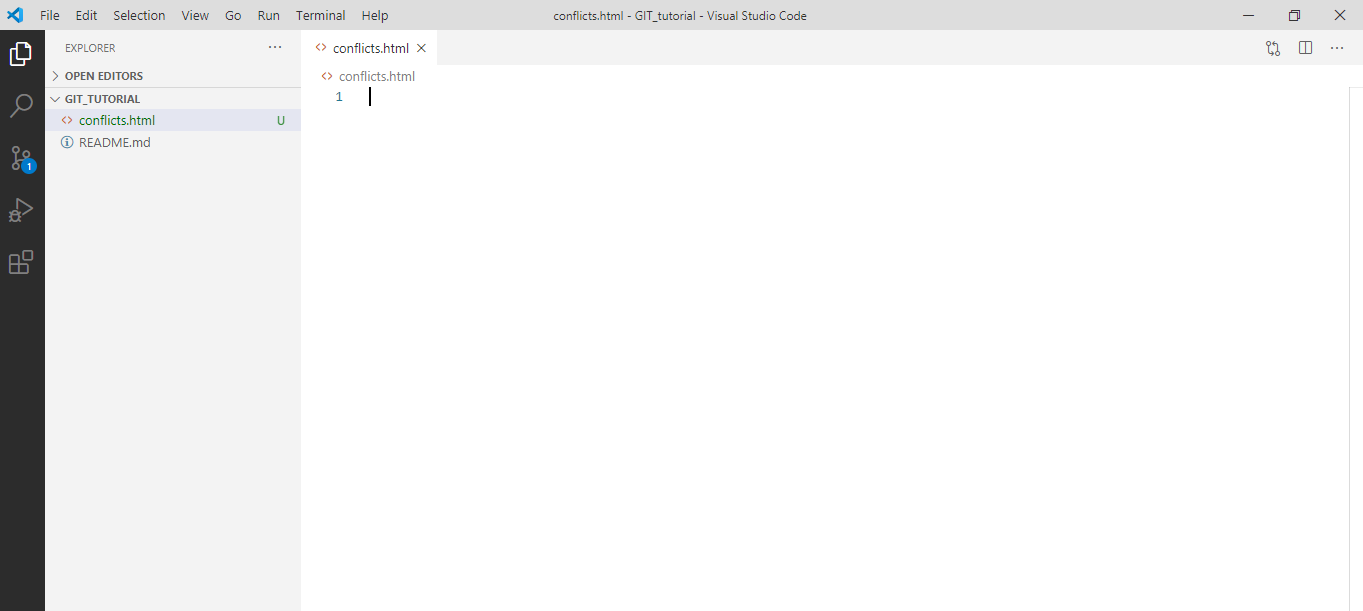 File Edit Selection View Go Run Terminal Help
conflicts.html - GIT_tutorial - Visual Studio Code
EXPLORER
OPEN EDITORS
GIT_TUTORIAL
conflicts.html U
README.md
1
conflicts.html
conflicts.html
1